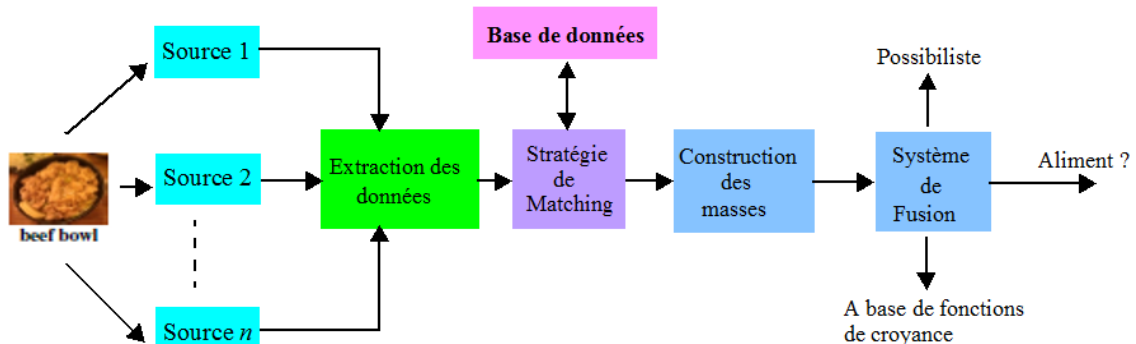 Source 1
Base de données
Possibiliste
Source 2
Extraction des
données
Stratégie
de
Matching
Construction
des
masses
Système
de
Fusion
Aliment ?
beef bowl
Source n
A base de fonctions
de croyance